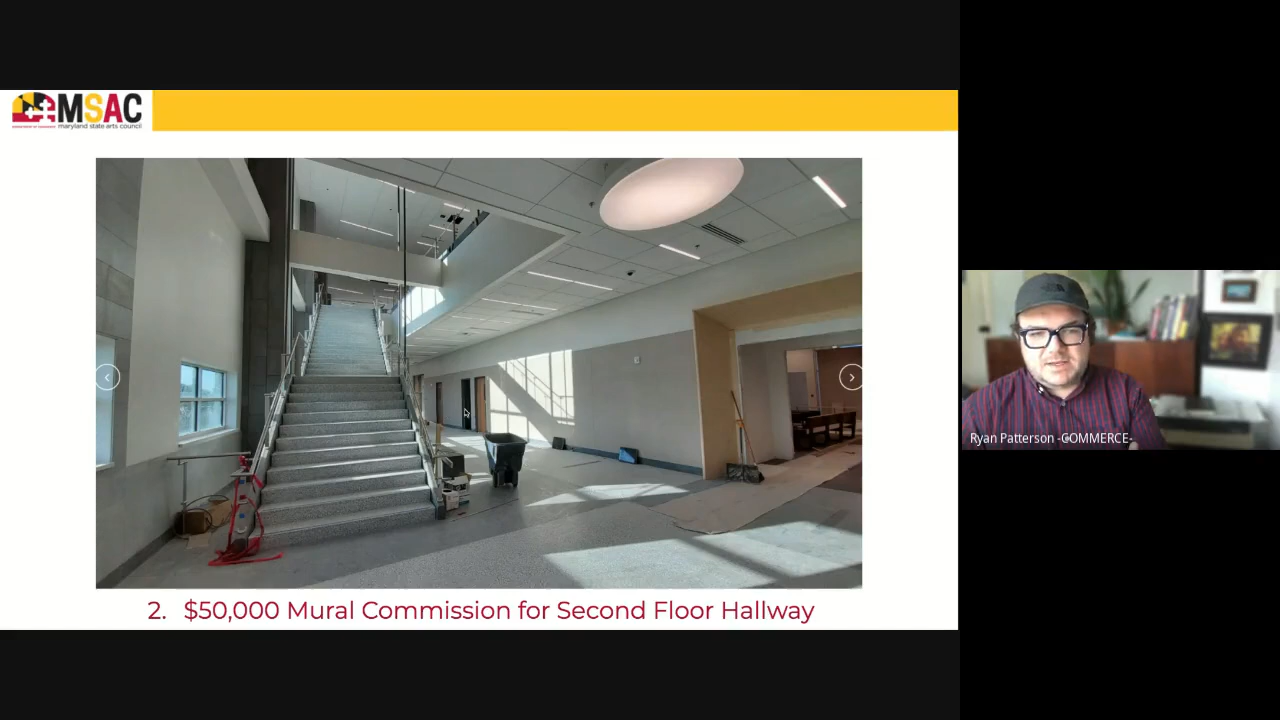 MSAC
maryland state arts council
2. $50,000 Mural Commission for Second Floor Hallway
Ryan Patterson -COMMERCE-